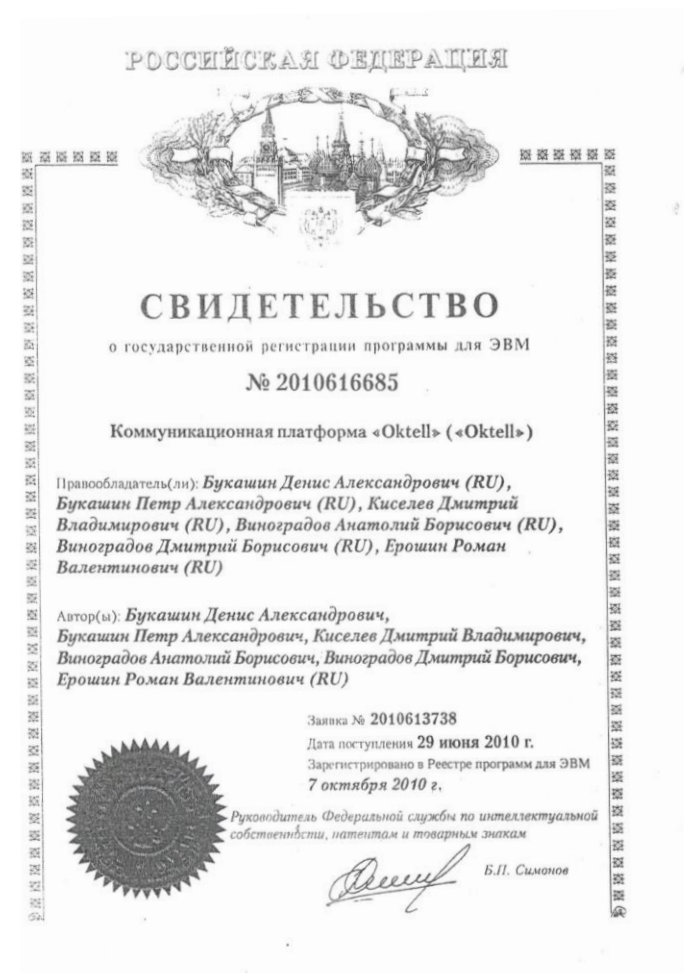 РОССИЙСКАЯ ФЕДЕРАЦИЯ
СВИДЕТЕЛЬСТВО
о государственной регистрации программы для ЭВМ
№ 2010616685
Коммуникационная платформа «Oktell» («Oktell»)
Правообладатель(ли): Букашин Денис Александрович (RU),
Букашин Петр Александрович (RU), Киселев Дмитрий
Владимирович (RU), Виноградов Анатолий Борисович (RU),
Виноградов Дмитрий Борисович (RU), Ерошин Роман
Валентинович (RU)
Автор(ы): Букашин Денис Александрович,
Букашин Петр Александрович, Киселев Дмитрий Владимирович,
Виноградов Анатолий Борисович, Виноградов Дмитрий Борисович,
Ерошин Роман Валентинович (RU)
Заявка № 2010613738
Дата поступления 29 июня 2010 г.
Зарегистрировано в Реестре программ для ЭВМ
7 октября 2010 г.
Руководитель Федеральной службы по интеллектуальной
собственности, патентам и товарным знакам
Б.П. Симонов